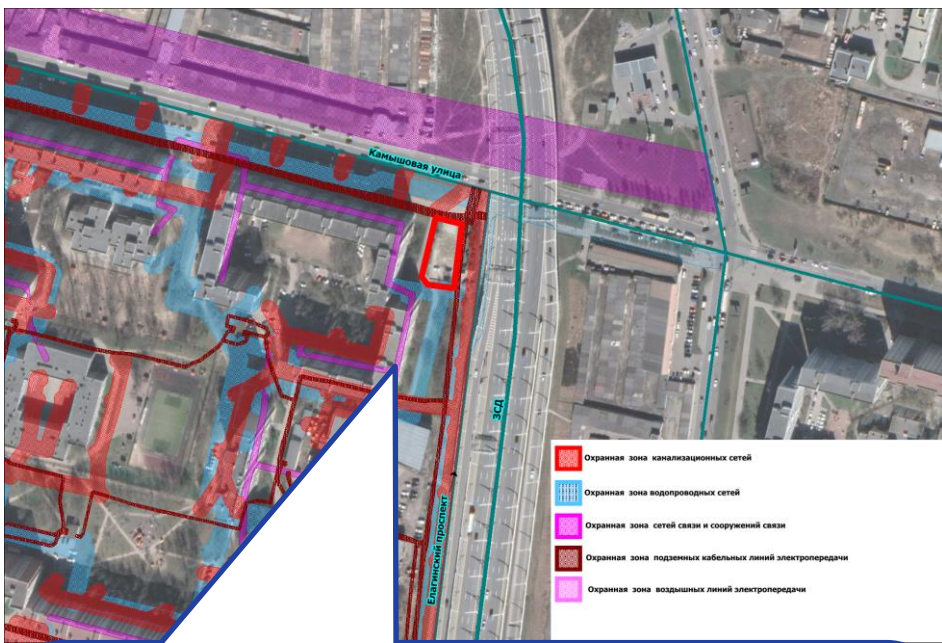 Камышовая улица
ЗСД
Елагинский проспект
Охранная зона канализационных сетей
Охранная зона водопроводных сетей
Охранная зона сетей связи и сооружений связи
Охранная зона подземных кабельных линий электропередачи
Охранная зона воздышных линий электропередачи